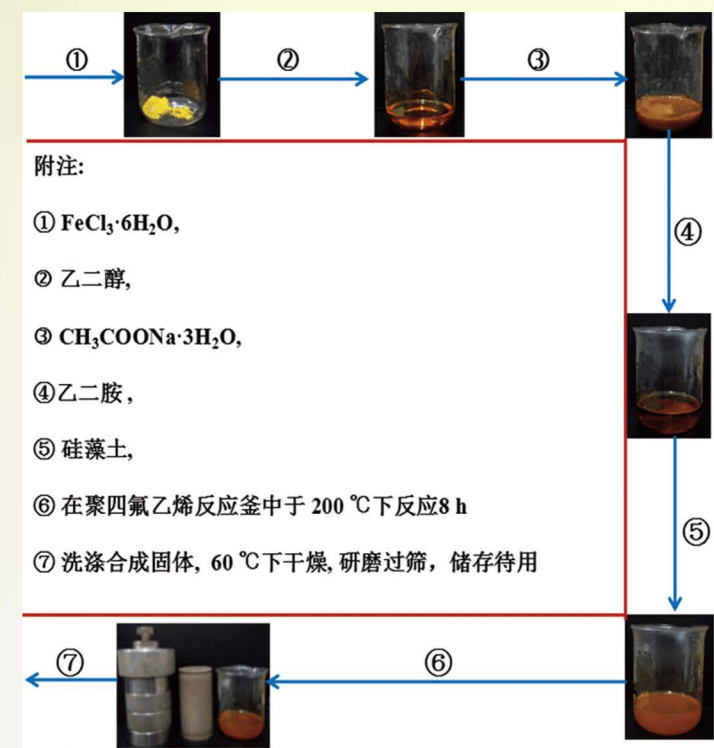 ① ② ③
附注:
① FeCl₃·6H₂O,
② 乙二醇,
③ CH₃COONa·3H₂O,
④
④乙二胺，
⑤ 硅藻土,
⑥ 在聚四氟乙烯反应釜中于 200 ℃下反应8 h
⑤
⑦ 洗涤合成固体, 60 ℃下干燥, 研磨过筛，储存待用
⑦ ⑥